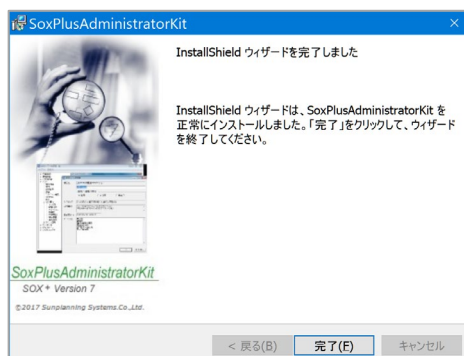 SoxPlusAdministratorKit
InstallShield ウィザードを完了しました
InstallShield ウィザードは、SoxPlusAdministratorKit を
正常にインストールしました。「完了」をクリックして、ウィザード
を終了してください。
SoxPlusAdministratorKit
SOX+ Version 7
©2017 Sunplanning Systems.Co.,Ltd.
< 戻る(B)
完了(F)
キャンセル